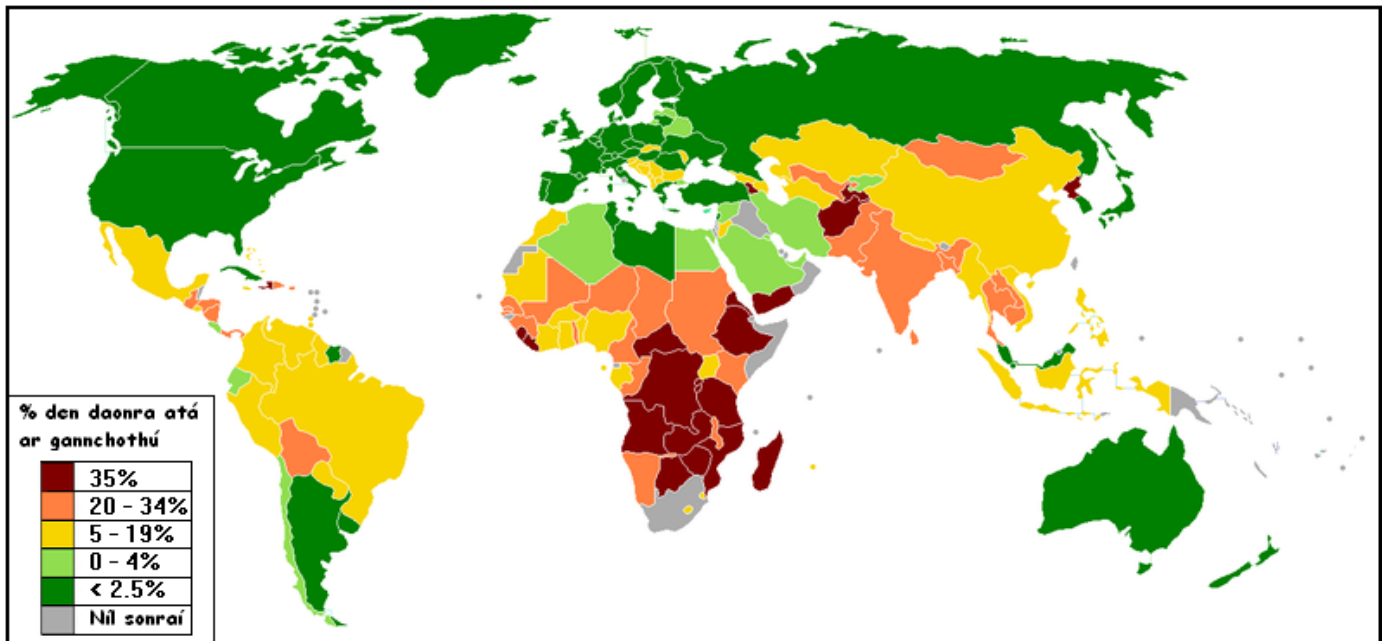 % den daonra atá
ar gannchothú
35%
20 - 34%
5 - 19%
0 - 4%
< 2.5%
Níl sonraí